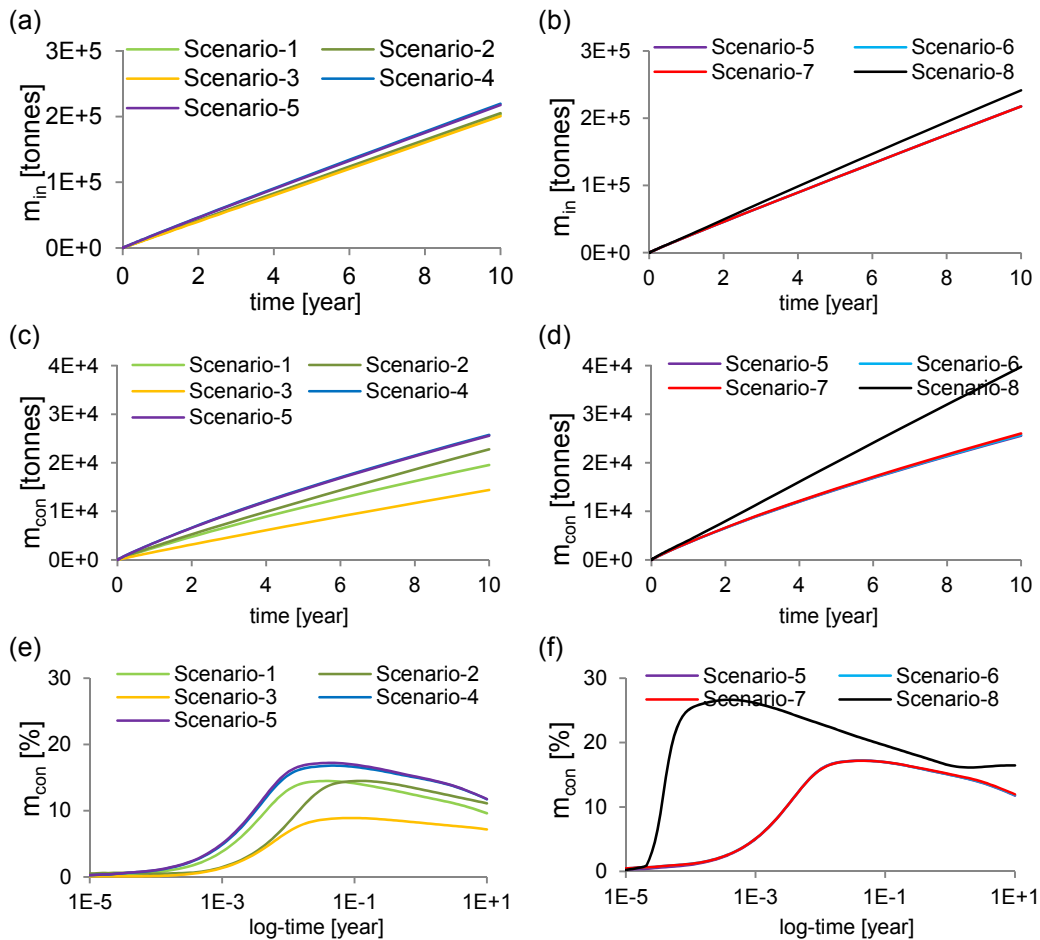 (a)
3E+5
2E+5
1E+5
0E+0
m_in [tonnes]
Scenario-1 Scenario-2
Scenario-3 Scenario-4
Scenario-5
0 2 4 6 8 10
time [year]
(b)
3E+5
2E+5
1E+5
0E+0
m_in [tonnes]
Scenario-5 Scenario-6
Scenario-7 Scenario-8
0 2 4 6 8 10
time [year]
(c)
4E+4
3E+4
2E+4
1E+4
0E+0
m_con [tonnes]
Scenario-1 Scenario-2
Scenario-3 Scenario-4
Scenario-5
0 2 4 6 8 10
time [year]
(d)
4E+4
3E+4
2E+4
1E+4
0E+0
m_con [tonnes]
Scenario-5 Scenario-6
Scenario-7 Scenario-8
0 2 4 6 8 10
time [year]
(e)
30
20
10
0
m_con [%]
Scenario-1 Scenario-2
Scenario-3 Scenario-4
Scenario-5
1E-5 1E-3 1E-1 1E+1
log-time [year]
(f)
30
20
10
0
m_con [%]
Scenario-5 Scenario-6
Scenario-7 Scenario-8
1E-5 1E-3 1E-1 1E+1
log-time [year]